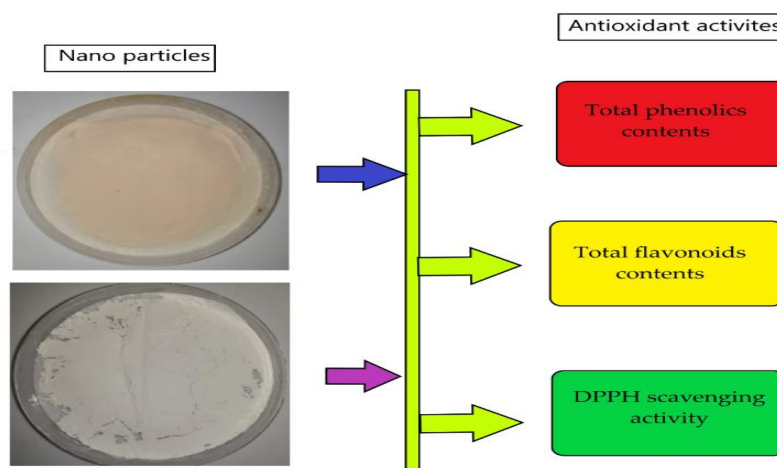 Nano particles
Antioxidant activites
Total phenolics
contents
Total flavonoids
contents
DPPH scavenging
activity